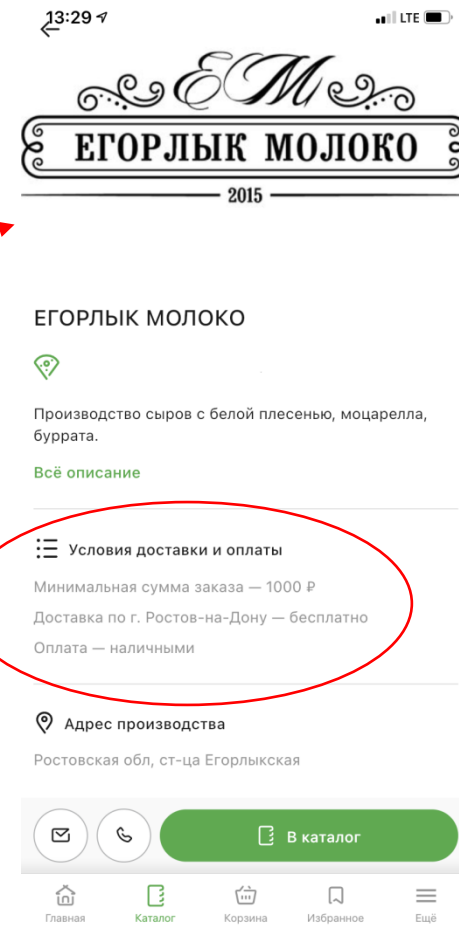 13:29
LTE
ЕМ
ЕГОРЛЫК МОЛОКО
2015
ЕГОРЛЫК МОЛОКО
Производство сыров с белой плесенью, моцарелла,
буррата.
Всё описание
Условия доставки и оплаты
Минимальная сумма заказа — 1000 ₽
Доставка по г. Ростов-на-Дону — бесплатно
Оплата — наличными
Адрес производства
Ростовская обл, ст-ца Егорлыкская
В каталог
Главная Каталог Корзина Избранное Ещё